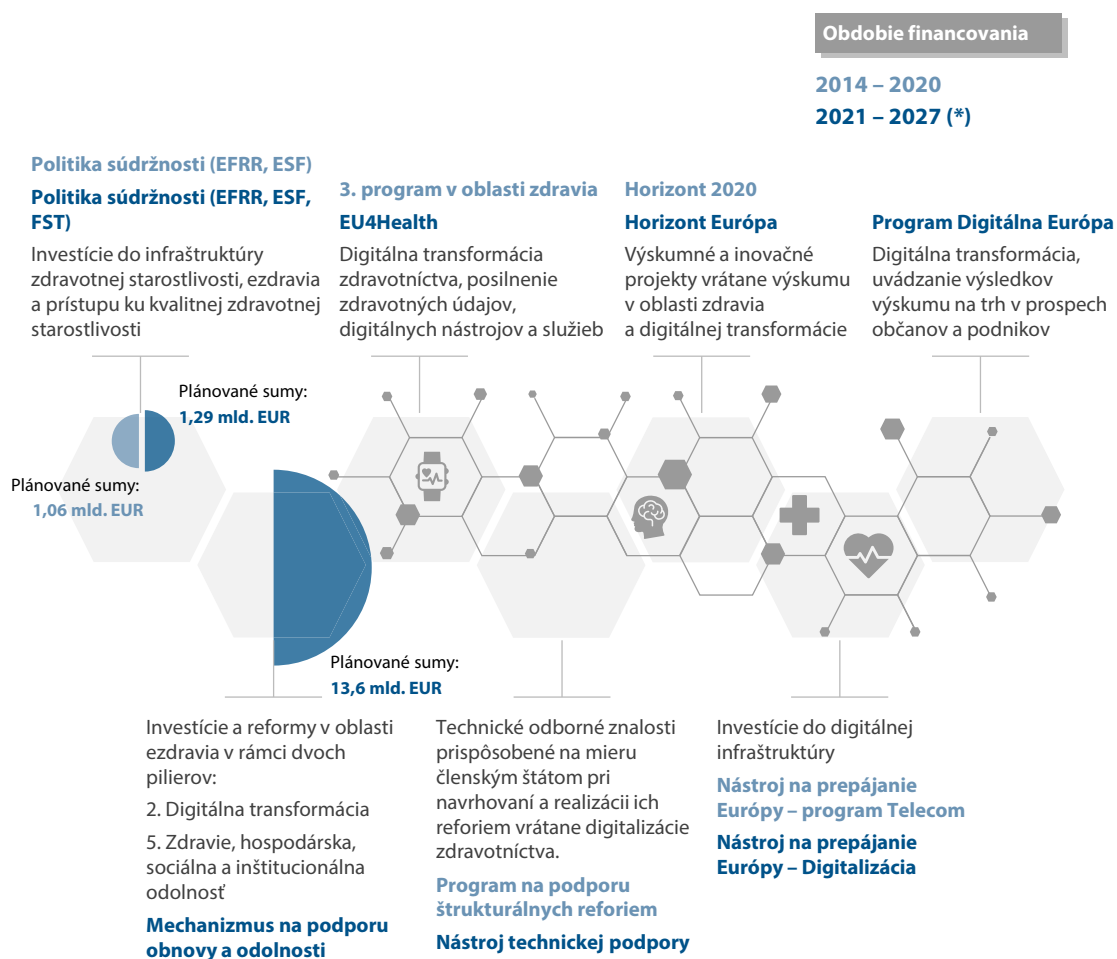 Obdobie financovania
2014 – 2020
2021 – 2027 (*)
Politika súdržnosti (EFRR, ESF)
Politika súdržnosti (EFRR, ESF,
FST)
Investície do infraštruktúry
zdravotnej starostlivosti, ezdravia
a prístupu ku kvalitnej zdravotnej
starostlivosti
3. program v oblasti zdravia
EU4Health
Digitálna transformácia
zdravotníctva, posilnenie
zdravotných údajov,
digitálnych nástrojov a služieb
Horizont 2020
Horizont Európa
Výskumné a inovačné
projekty vrátane výskumu
v oblasti zdravia
a digitálnej transformácie
Program Digitálna Európa
Digitálna transformácia,
uvádzanie výsledkov
výskumu na trh v prospech
občanov a podnikov
Plánované sumy:
1,29 mld. EUR
Plánované sumy:
1,06 mld. EUR
Plánované sumy:
13,6 mld. EUR
Investície a reformy v oblasti
ezdravia v rámci dvoch
pilierov:
2. Digitálna transformácia
5. Zdravie, hospodárska,
sociálna a inštitucionálna
odolnosť
Mechanizmus na podporu
obnovy a odolnosti
Technické odborné znalosti
prispôsobené na mieru
členským štátom pri
navrhovaní a realizácii ich
reforiem vrátane digitalizácie
zdravotníctva.
Program na podporu
štrukturálnych reforiem
Nástroj technickej podpory
Investície do digitálnej
infraštruktúry
Nástroj na prepájanie
Európy – program Telecom
Nástroj na prepájanie
Európy – Digitalizácia